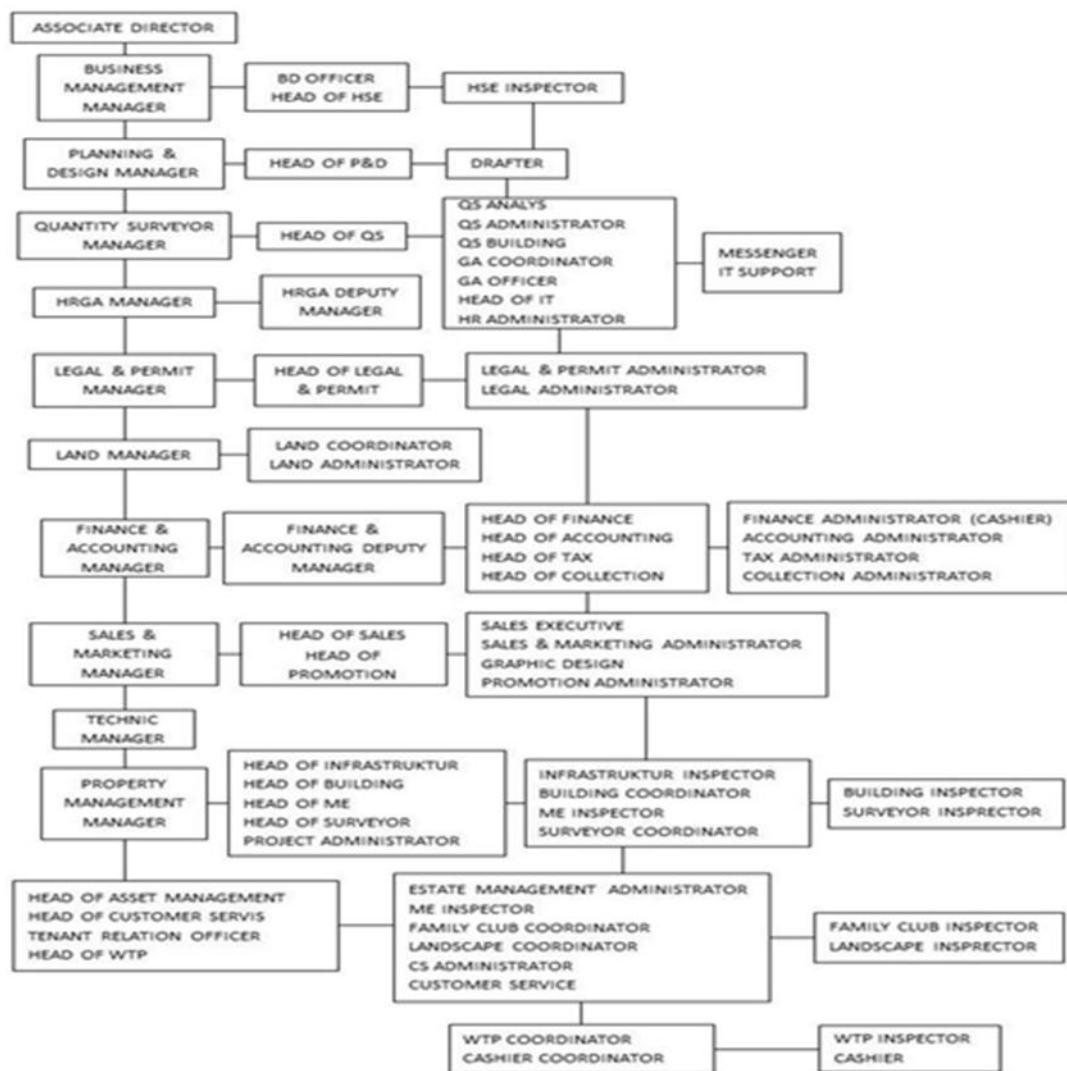 ASSOCIATE DIRECTOR
BUSINESS
MANAGEMENT
MANAGER
BD OFFICER
HEAD OF HSE
HSE INSPECTOR
PLANNING &
DESIGN MANAGER
HEAD OF P&D
DRAFTER
QUANTITY SURVEYOR
MANAGER
HEAD OF QS
QS ANALYS
QS ADMINISTRATOR
QS BUILDING
GA COORDINATOR
GA OFFICER
HEAD OF IT
HR ADMINISTRATOR
MESSENGER
IT SUPPORT
HRGA MANAGER
HRGA DEPUTY
MANAGER
LEGAL & PERMIT
MANAGER
HEAD OF LEGAL
& PERMIT
LEGAL & PERMIT ADMINISTRATOR
LEGAL ADMINISTRATOR
LAND MANAGER
LAND COORDINATOR
LAND ADMINISTRATOR
FINANCE &
ACCOUNTING
MANAGER
FINANCE &
ACCOUNTING DEPUTY
MANAGER
HEAD OF FINANCE
HEAD OF ACCOUNTING
HEAD OF TAX
HEAD OF COLLECTION
FINANCE ADMINISTRATOR (CASHIER)
ACCOUNTING ADMINISTRATOR
TAX ADMINISTRATOR
COLLECTION ADMINISTRATOR
SALES &
MARKETING
MANAGER
HEAD OF SALES
HEAD OF
PROMOTION
SALES EXECUTIVE
SALES & MARKETING ADMINISTRATOR
GRAPHIC DESIGN
PROMOTION ADMINISTRATOR
TECHNIC
MANAGER
PROPERTY
MANAGEMENT
MANAGER
HEAD OF INFRASTRUKTUR
HEAD OF BUILDING
HEAD OF ME
HEAD OF SURVEYOR
PROJECT ADMINISTRATOR
INFRASTRUKTUR INSPECTOR
BUILDING COORDINATOR
ME INSPECTOR
SURVEYOR COORDINATOR
BUILDING INSPECTOR
SURVEYOR INSPRECTOR
HEAD OF ASSET MANAGEMENT
HEAD OF CUSTOMER SERVIS
TENANT RELATION OFFICER
HEAD OF WTP
ESTATE MANAGEMENT ADMINISTRATOR
ME INSPECTOR
FAMILY CLUB COORDINATOR
LANDSCAPE COORDINATOR
CS ADMINISTRATOR
CUSTOMER SERVICE
FAMILY CLUB INSPECTOR
LANDSCAPE INSPRECTOR
WTP COORDINATOR
CASHIER COORDINATOR
WTP INSPECTOR
CASHIER